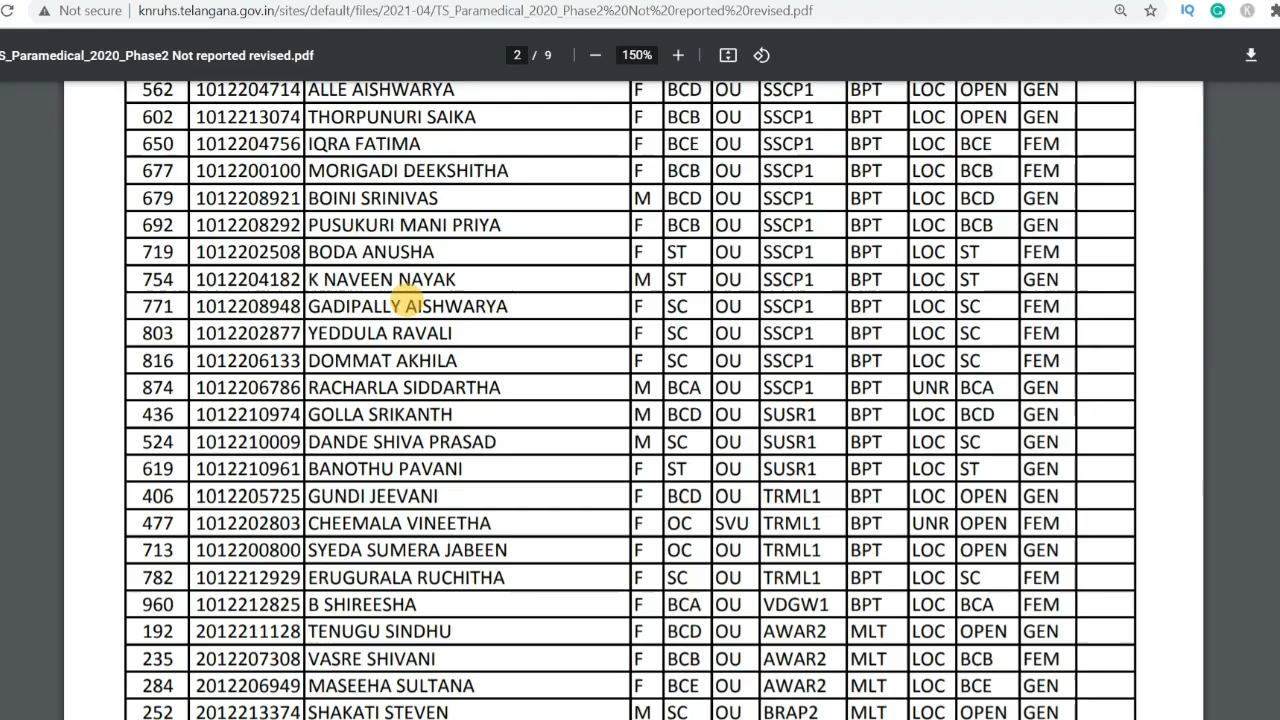 Not secure | knruhs.telangana.gov.in/sites/default/files/2021-04/TS_Paramedical_2020_Phase2%20Not%20reported%20revised.pdf
S_Paramedical_2020_Phase2 Not reported revised.pdf 2 / 9 − 150% +
562 1012204714 ALLE AISHWARYA F BCD OU SSCP1 BPT LOC OPEN GEN
602 1012213074 THORPUNURI SAIKA F BCB OU SSCP1 BPT LOC OPEN GEN
650 1012204756 IQRA FATIMA F BCE OU SSCP1 BPT LOC BCE FEM
677 1012200100 MORIGADI DEEKSHITHA F BCB OU SSCP1 BPT LOC BCB FEM
679 1012208921 BOINI SRINIVAS M BCD OU SSCP1 BPT LOC BCD GEN
692 1012208292 PUSUKURI MANI PRIYA F BCB OU SSCP1 BPT LOC BCB GEN
719 1012202508 BODA ANUSHA F ST OU SSCP1 BPT LOC ST FEM
754 1012204182 K NAVEEN NAYAK M ST OU SSCP1 BPT LOC ST GEN
771 1012208948 GADIPALLY AISHWARYA F SC OU SSCP1 BPT LOC SC FEM
803 1012202877 YEDDULA RAVALI F SC OU SSCP1 BPT LOC SC FEM
816 1012206133 DOMMAT AKHILA F SC OU SSCP1 BPT LOC SC FEM
874 1012206786 RACHARLA SIDDARTHA M BCA OU SSCP1 BPT UNR BCA GEN
436 1012210974 GOLLA SRIKANTH M BCD OU SUSR1 BPT LOC BCD GEN
524 1012210009 DANDE SHIVA PRASAD M SC OU SUSR1 BPT LOC SC GEN
619 1012210961 BANOTHU PAVANI F ST OU SUSR1 BPT LOC ST GEN
406 1012205725 GUNDI JEEVANI F BCD OU TRML1 BPT LOC OPEN GEN
477 1012202803 CHEEMALA VINEETHA F OC SVU TRML1 BPT UNR OPEN FEM
713 1012200800 SYEDA SUMERA JABEEN F OC OU TRML1 BPT LOC OPEN GEN
782 1012212929 ERUGURALA RUCHITHA F SC OU TRML1 BPT LOC SC FEM
960 1012212825 B SHIREESHA F BCA OU VDGW1 BPT LOC BCA FEM
192 2012211128 TENUGU SINDHU F BCD OU AWAR2 MLT LOC OPEN GEN
235 2012207308 VASRE SHIVANI F BCB OU AWAR2 MLT LOC BCB FEM
284 2012206949 MASEEHA SULTANA F BCE OU AWAR2 MLT LOC BCE GEN
252 2012213374 SHAKATI STEVEN M SC OU BRAP2 MLT LOC OPEN GEN